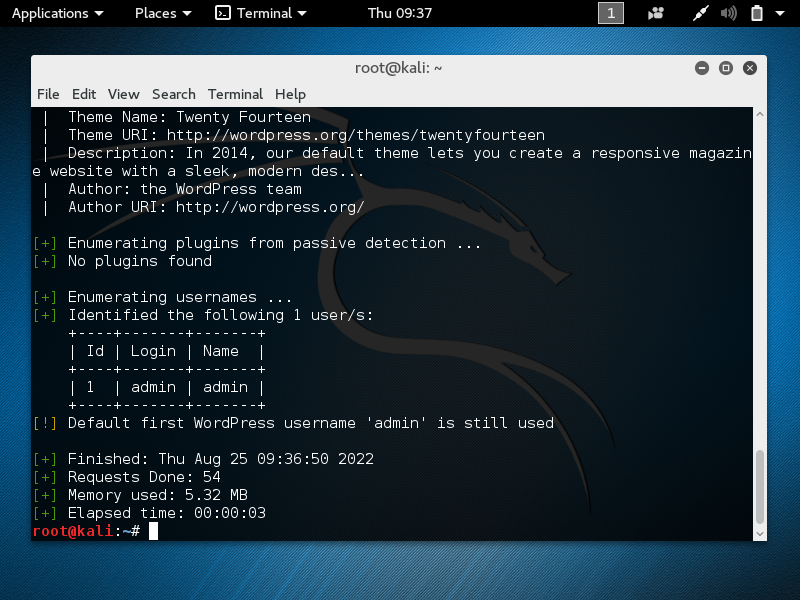 Applications Places Terminal Thu 09:37 1
root@kali: ~
File Edit View Search Terminal Help
 |  Theme Name: Twenty Fourteen
 |  Theme URI: http://wordpress.org/themes/twentyfourteen
 |  Description: In 2014, our default theme lets you create a responsive magazin
e website with a sleek, modern des...
 |  Author: the WordPress team
 |  Author URI: http://wordpress.org/
[+] Enumerating plugins from passive detection ...
[+] No plugins found
[+] Enumerating usernames ...
[+] Identified the following 1 user/s:
    +----+-------+-------+
    | Id | Login | Name  |
    +----+-------+-------+
    | 1  | admin | admin |
    +----+-------+-------+
[!] Default first WordPress username 'admin' is still used
[+] Finished: Thu Aug 25 09:36:50 2022
[+] Requests Done: 54
[+] Memory used: 5.32 MB
[+] Elapsed time: 00:00:03
root@kali:~#